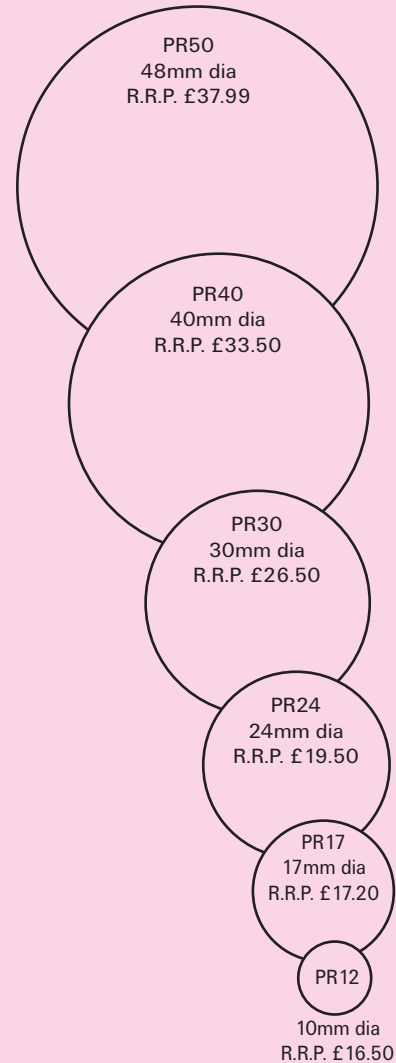 PR50
48mm dia
R.R.P. £37.99
PR40
40mm dia
R.R.P. £33.50
PR30
30mm dia
R.R.P. £26.50
PR24
24mm dia
R.R.P. £19.50
PR17
17mm dia
R.R.P. £17.20
PR12
10mm dia
R.R.P. £16.50